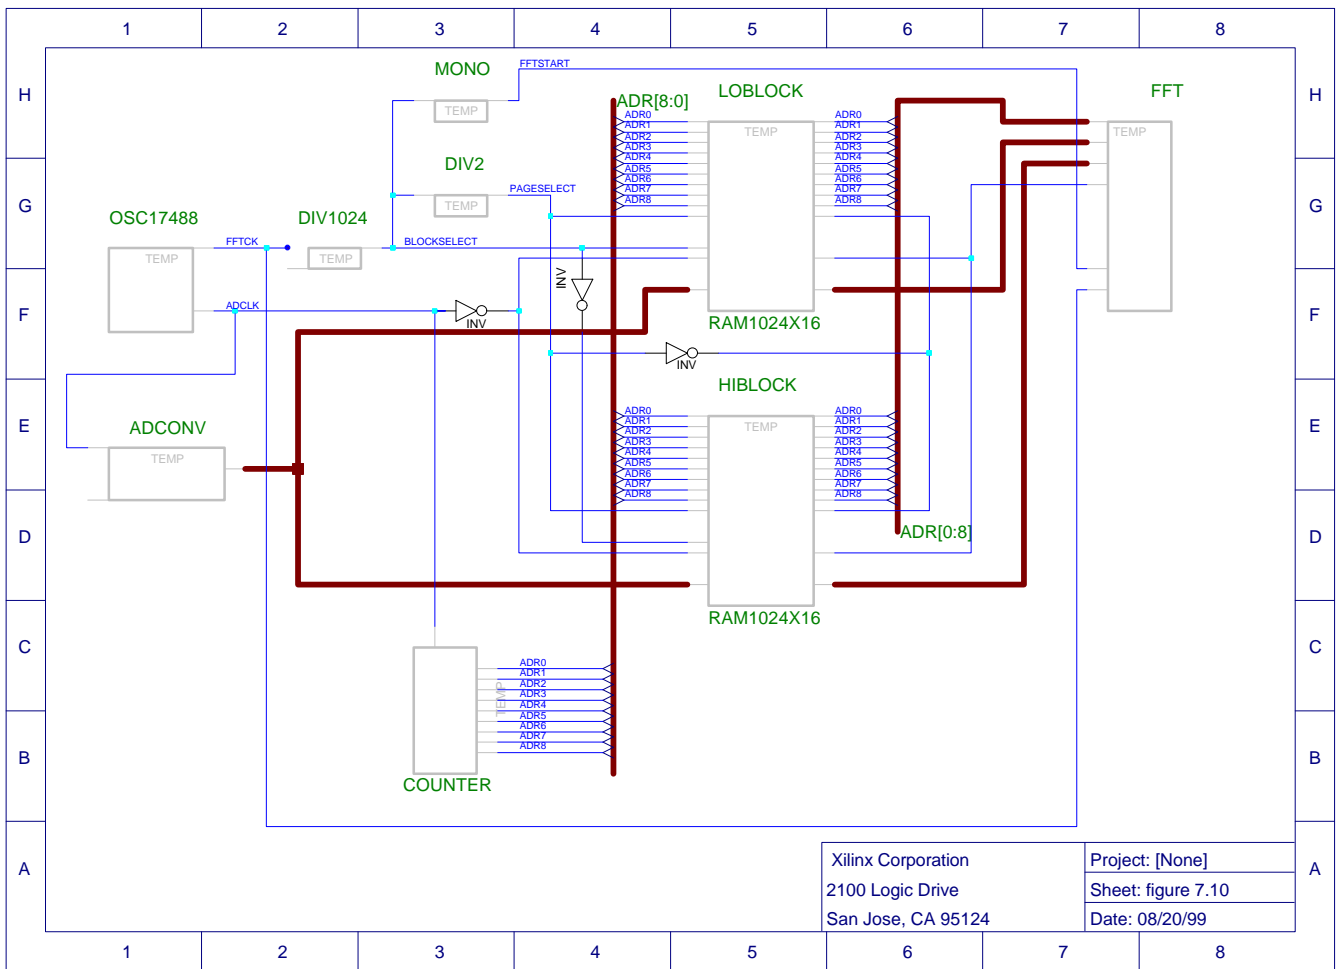 1 2 3 4 5 6 7 8
H
G
F
E
D
C
B
A
MONO
TEMP
FFTSTART
ADR[8:0]
LOBLOCK
FFT
ADR0
ADR1
ADR2
ADR3
ADR4
ADR5
ADR6
ADR7
ADR8
TEMP
ADR0
ADR1
ADR2
ADR3
ADR4
ADR5
ADR6
ADR7
ADR8
TEMP
DIV2
TEMP
PAGESELECT
OSC17488
TEMP
FFTCK
DIV1024
TEMP
BLOCKSELECT
INV
ADCLK
INV
RAM1024X16
INV
HIBLOCK
ADCONV
TEMP
ADR0
ADR1
ADR2
ADR3
ADR4
ADR5
ADR6
ADR7
ADR8
TEMP
ADR0
ADR1
ADR2
ADR3
ADR4
ADR5
ADR6
ADR7
ADR8
ADR[0:8]
RAM1024X16
TEMP
ADR0
ADR1
ADR2
ADR3
ADR4
ADR5
ADR6
ADR7
ADR8
COUNTER
H
G
F
E
D
C
B
A
Xilinx Corporation
2100 Logic Drive
San Jose, CA 95124
Project: [None]
Sheet: figure 7.10
Date: 08/20/99
1 2 3 4 5 6 7 8